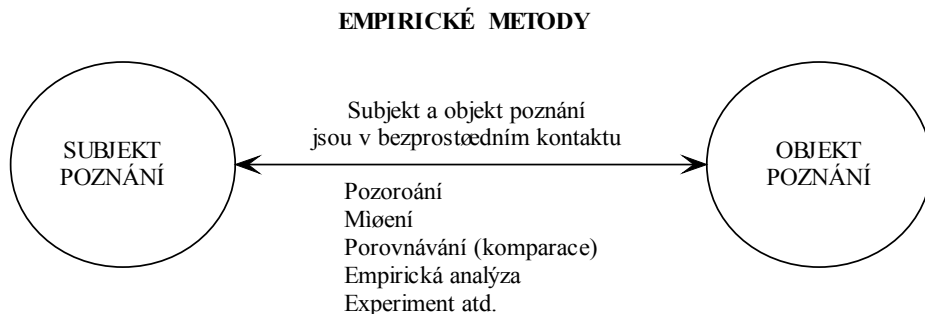 EMPIRICKÉ METODY
Subjekt a objekt poznání
jsou v bezprostøedním kontaktu
SUBJEKT
POZNÁNÍ
OBJEKT
POZNÁNÍ
Pozoroání
Mìøení
Porovnávání (komparace)
Empirická analýza
Experiment atd.